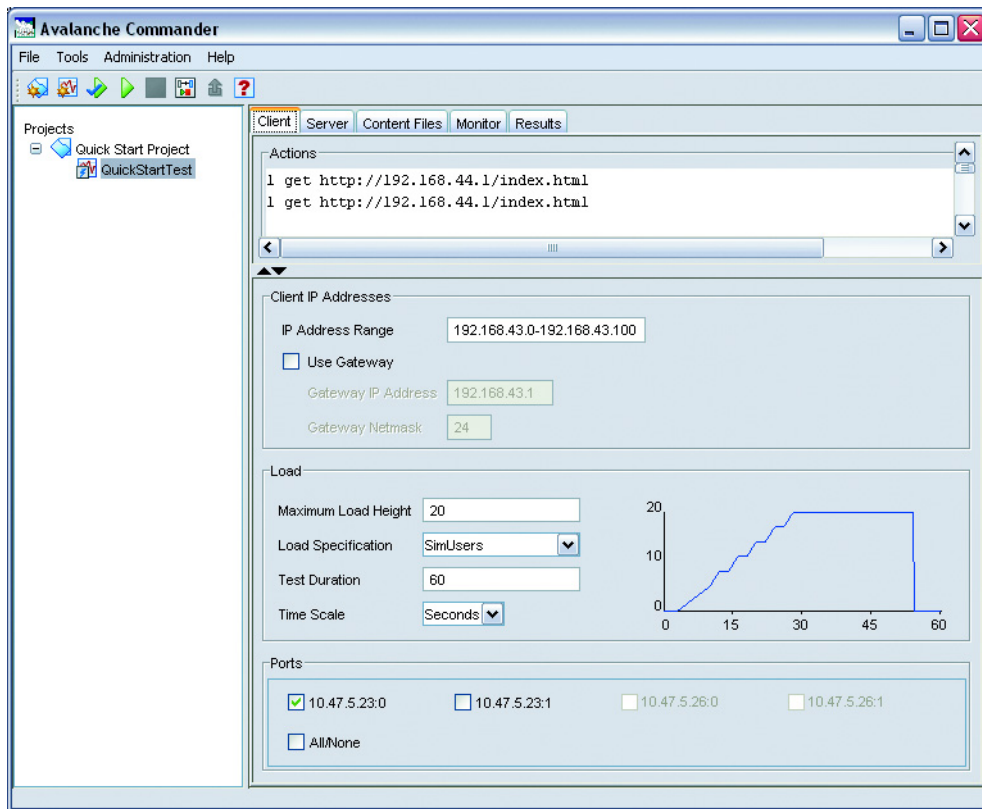 Avalanche Commander
File Tools Administration Help
Projects
Quick Start Project
QuickStartTest
Client Server Content Files Monitor Results
Actions
1 get http://192.168.44.1/index.html
1 get http://192.168.44.1/index.html
Client IP Addresses
IP Address Range 192.168.43.0-192.168.43.100
Use Gateway
Gateway IP Address 192.168.43.1
Gateway Netmask 24
Load
Maximum Load Height 20
Load Specification SimUsers
Test Duration 60
Time Scale Seconds
20
10
0
0 15 30 45 60
Ports
10.47.5.23:0 10.47.5.23:1 10.47.5.26:0 10.47.5.26:1
All/None